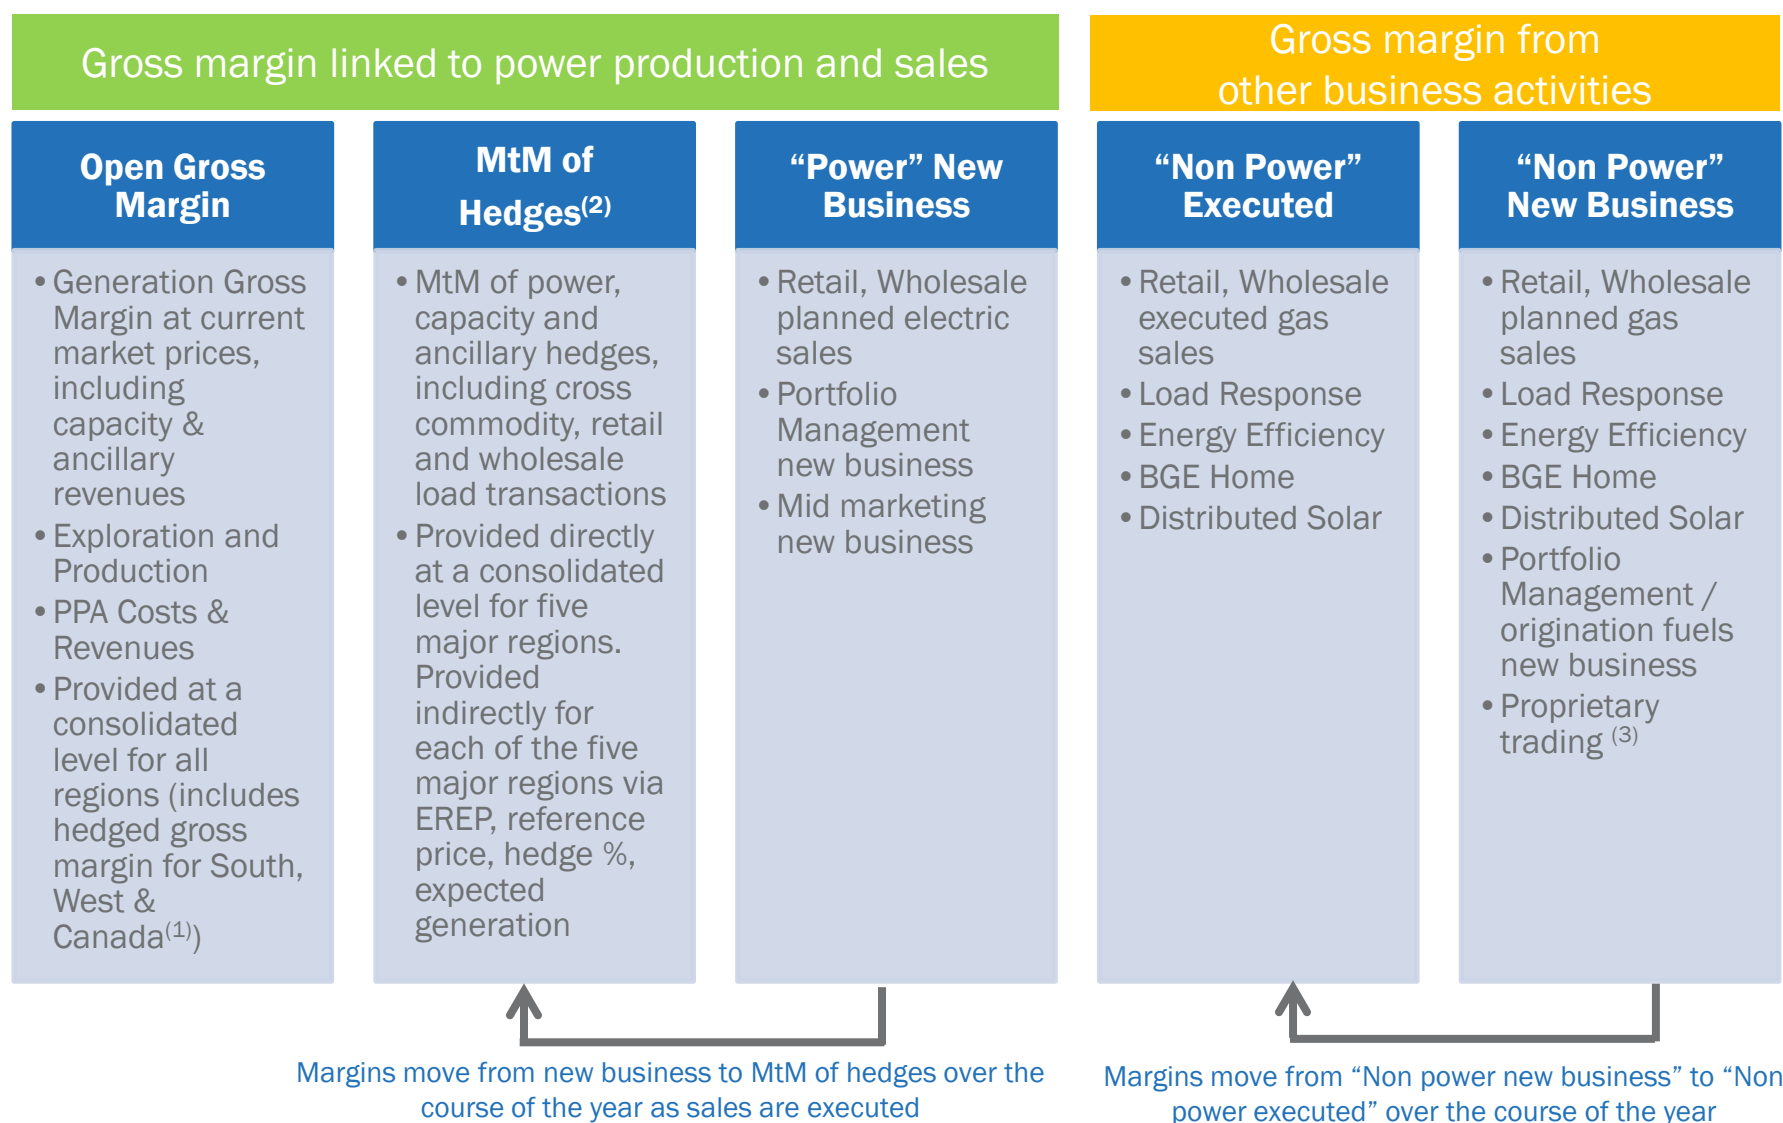 Gross margin linked to power production and sales
Gross margin from
other business activities
Open Gross
Margin
• Generation Gross
Margin at current
market prices,
including
capacity &
ancillary
revenues
• Exploration and
Production
• PPA Costs &
Revenues
• Provided at a
consolidated
level for all
regions (includes
hedged gross
margin for South,
West &
Canada(1))
MtM of
Hedges(2)
• MtM of power,
capacity and
ancillary hedges,
including cross
commodity, retail
and wholesale
load transactions
• Provided directly
at a consolidated
level for five
major regions.
Provided
indirectly for
each of the five
major regions via
EREP, reference
price, hedge %,
expected
generation
“Power” New
Business
• Retail, Wholesale
planned electric
sales
• Portfolio
Management
new business
• Mid marketing
new business
“Non Power”
Executed
• Retail, Wholesale
executed gas
sales
• Load Response
• Energy Efficiency
• BGE Home
• Distributed Solar
“Non Power”
New Business
• Retail, Wholesale
planned gas
sales
• Load Response
• Energy Efficiency
• BGE Home
• Distributed Solar
• Portfolio
Management /
origination fuels
new business
• Proprietary
trading (3)
Margins move from new business to MtM of hedges over the
course of the year as sales are executed
Margins move from “Non power new business” to “Non
power executed” over the course of the year